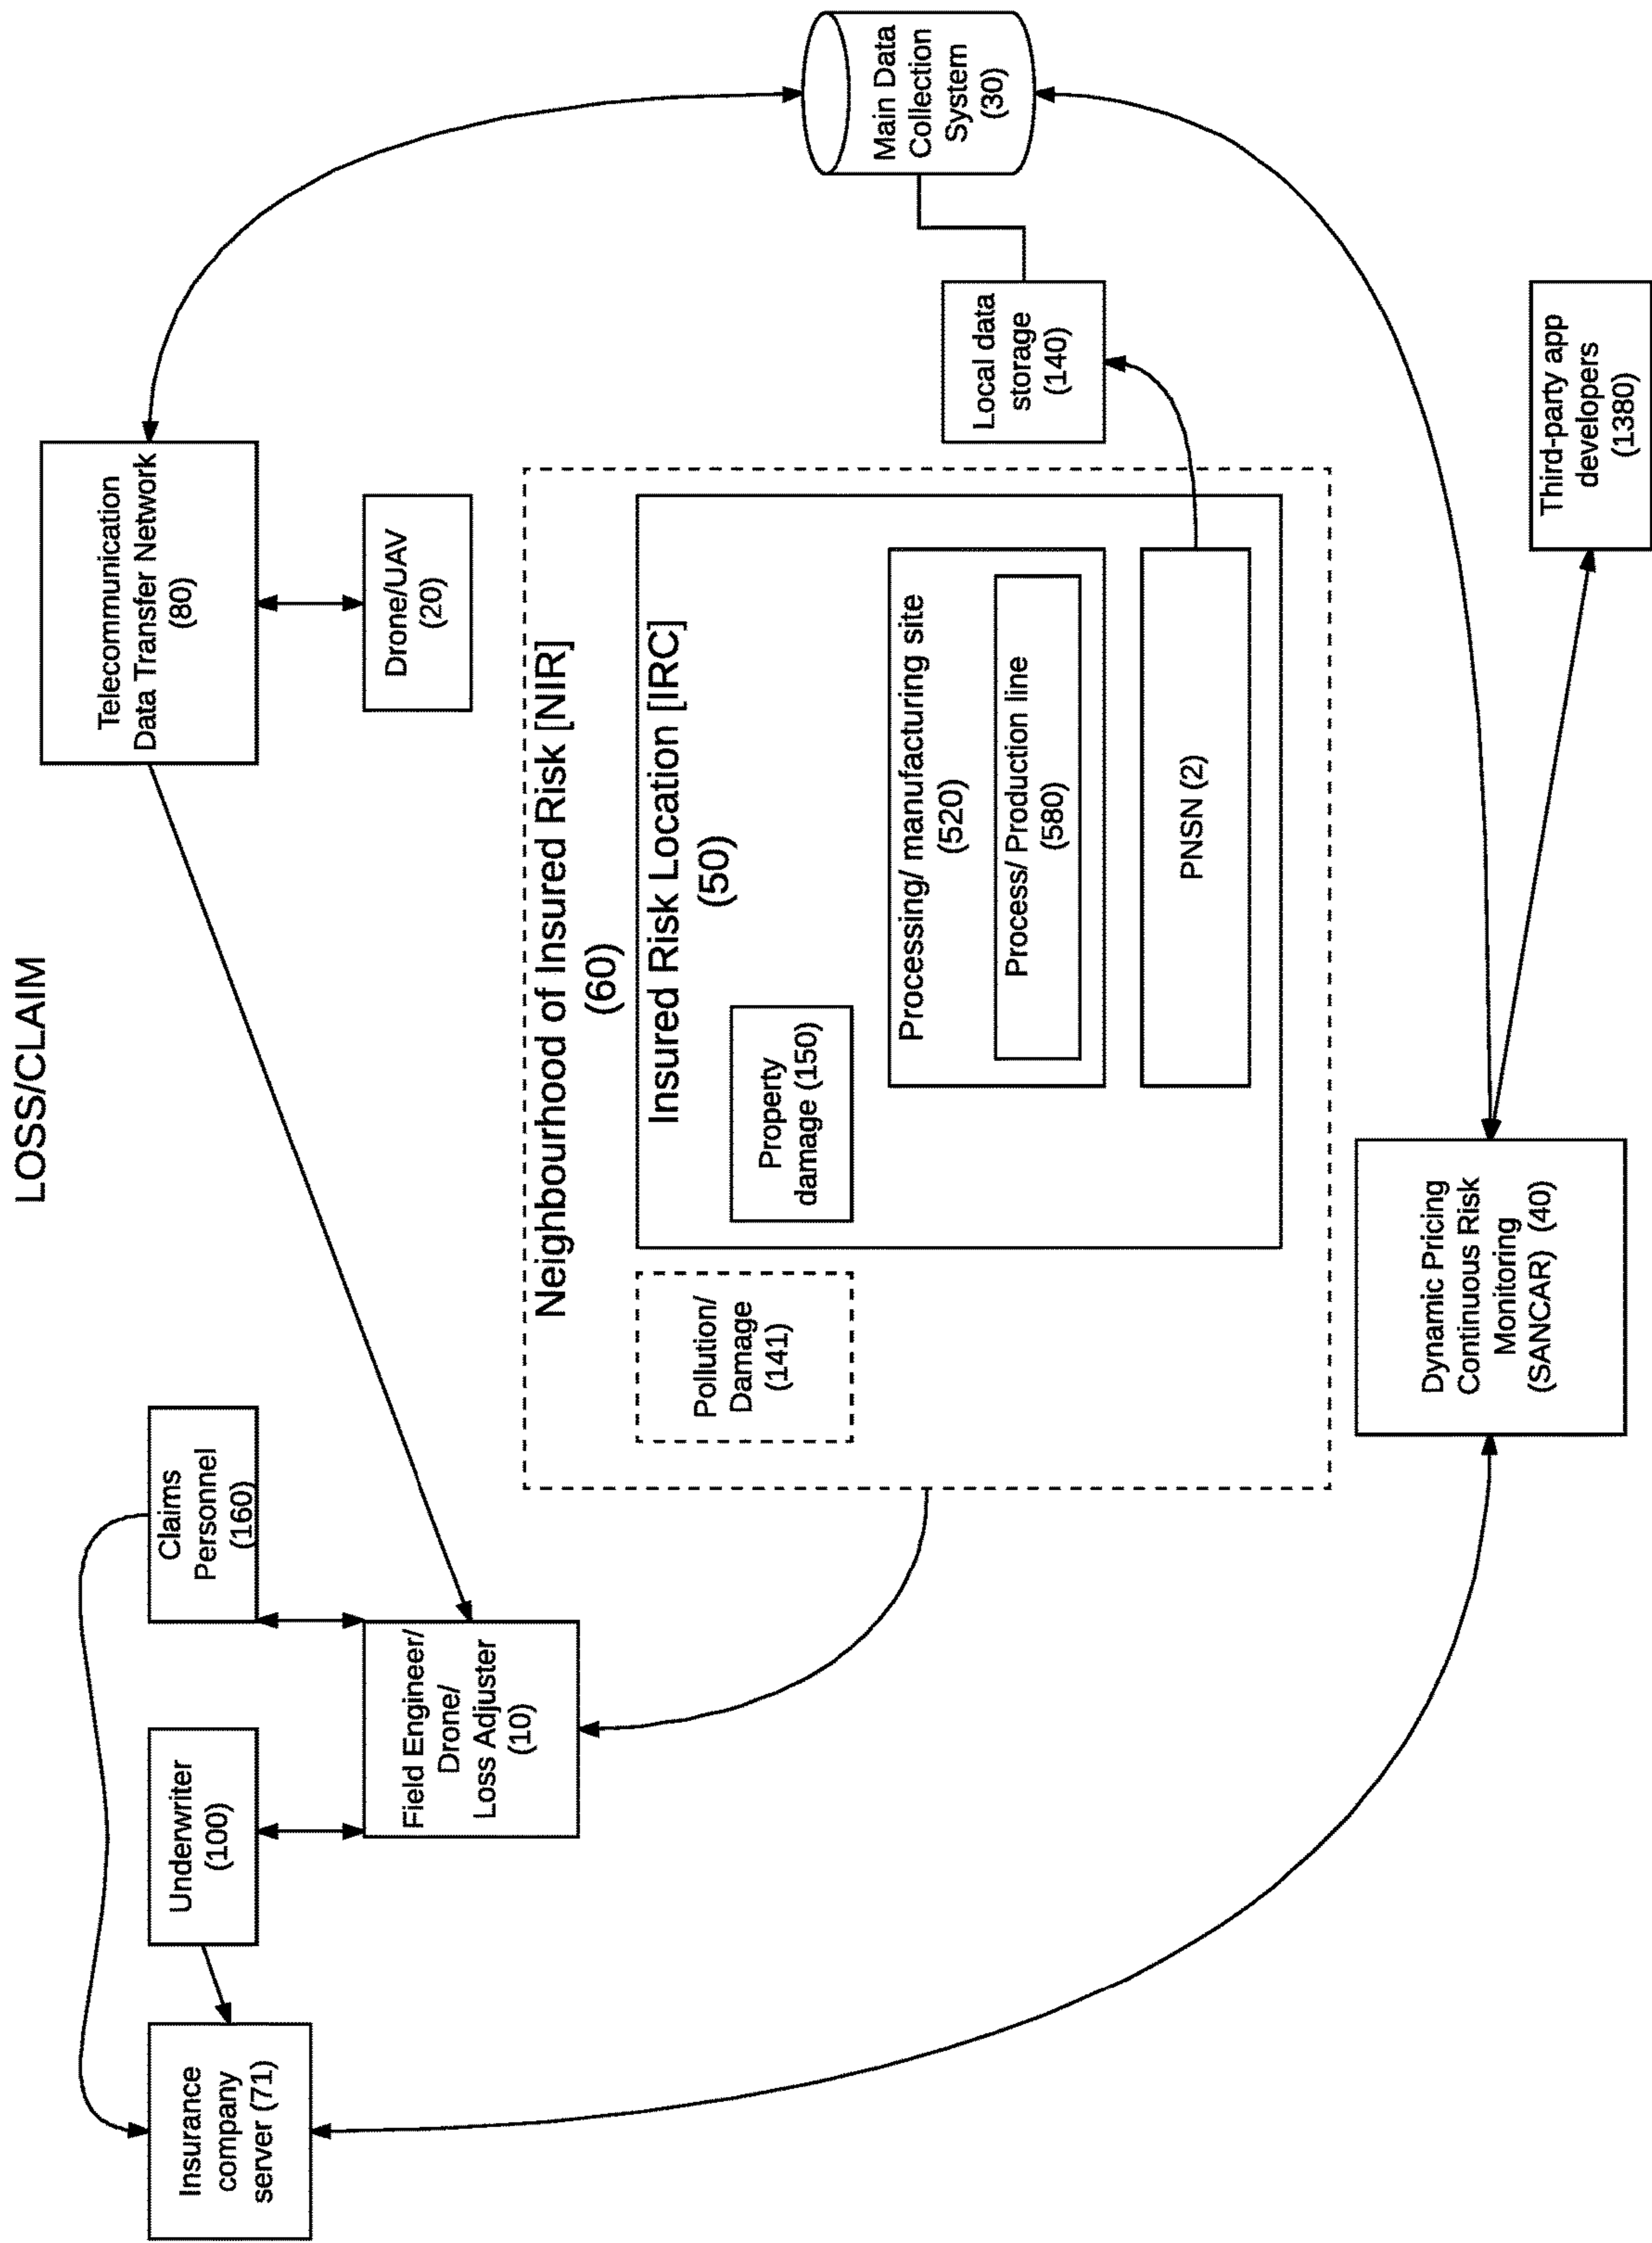 LOSS/CLAIM
Insurance
company
server (71)
Underwriter
(100)
Claims
Personnel
(160)
Telecommunication
Data Transfer Network
(80)
Field Engineer/
Drone/
Loss Adjuster
(10)
Drone/UAV
(20)
Neighbourhood of Insured Risk [NIR]
(60)
Insured Risk Location [IRC]
(50)
Pollution/
Damage
(141)
Property
damage (150)
Processing/ manufacturing site
(520)
Process/ Production line
(580)
PNSN (2)
Main Data
Collection
System
(30)
Local data
storage
(140)
Dynamic Pricing
Continuous Risk
Monitoring
(SANCAR) (40)
Third-party app
developers
(1380)